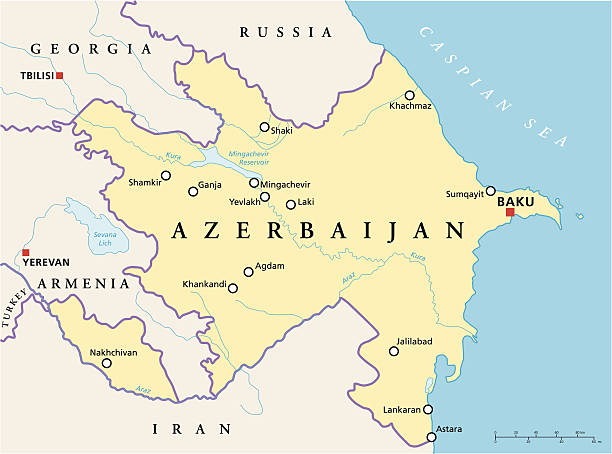 RUSSIA
GEORGIA
TBILISI
CASPIAN SEA
Khachmaz
Shaki
Kura
Mingachevir
Reservoir
Shamkir
Ganja
Mingachevir
Yevlakh
Laki
Sumqayit
BAKU
AZERBAIJAN
Sevana
Lich
YEREVAN
ARMENIA
Agdam
Khankandi
Araz
Kura
TURKEY
Nakhchivan
Araz
Jalilabad
Lankaran
Astara
IRAN